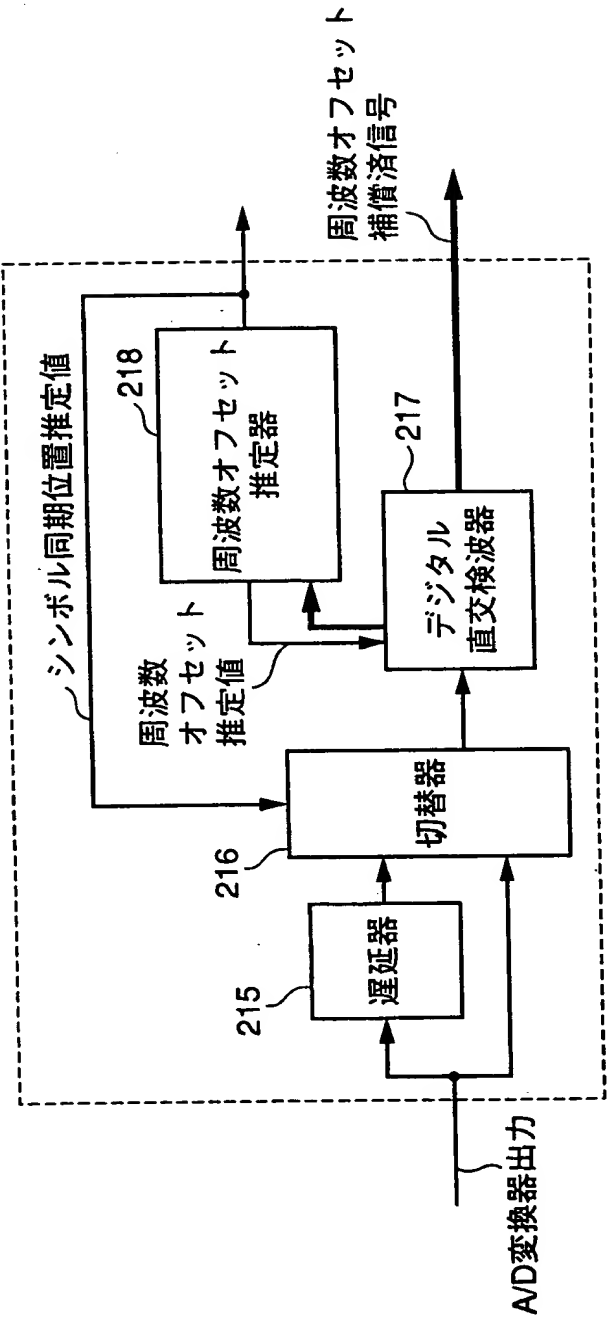 シンボル同期位置推定値
218
周波数オフセット
推定器
周波数オフセット
補償済信号
周波数
オフセット
推定値
217
デジタル
直交検波器
216
切替器
215
遅延器
A/D変換器出力